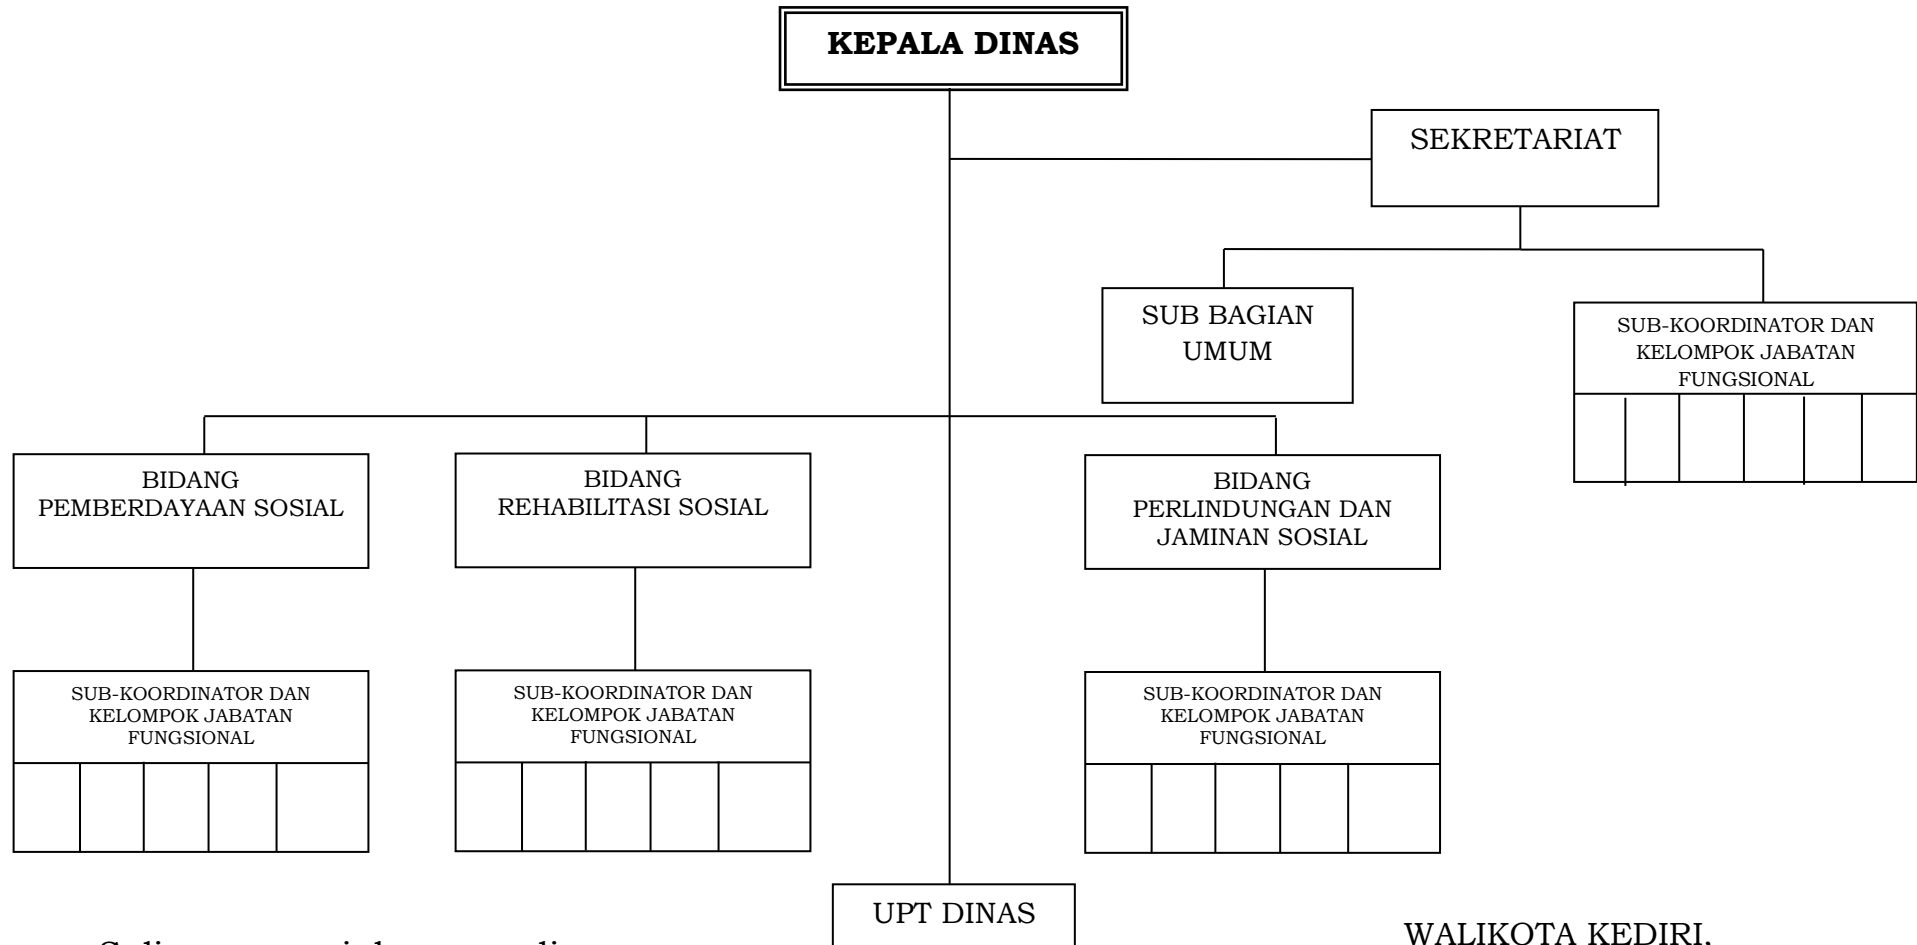 KEPALA DINAS
SEKRETARIAT
SUB BAGIAN
UMUM
SUB-KOORDINATOR DAN
KELOMPOK JABATAN
FUNGSIONAL
BIDANG
PEMBERDAYAAN SOSIAL
BIDANG
REHABILITASI SOSIAL
BIDANG
PERLINDUNGAN DAN
JAMINAN SOSIAL
SUB-KOORDINATOR DAN
KELOMPOK JABATAN
FUNGSIONAL
SUB-KOORDINATOR DAN
KELOMPOK JABATAN
FUNGSIONAL
SUB-KOORDINATOR DAN
KELOMPOK JABATAN
FUNGSIONAL
UPT DINAS
WALIKOTA KEDIRI,